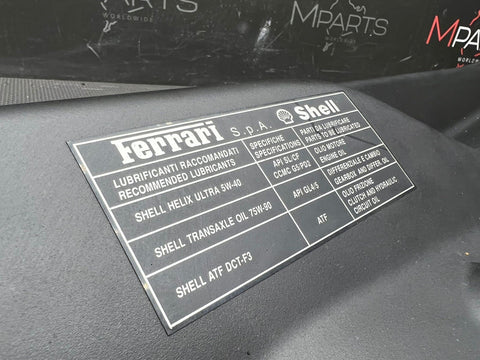 MPARTS
WORLDWIDE
MPARTS
WORLDWIDE
Ferrari S.p.A. Shell
LUBRIFICANTI RACCOMANDATI
RECOMMENDED LUBRICANTS
SPECIFICHE
SPECIFICATIONS
PARTI DA LUBRIFICARE
PARTS TO BE LUBRICATED
SHELL HELIX ULTRA 5W-40
API SL/CF
CCMC G5/PD2
OLIO MOTORE
ENGINE OIL
SHELL TRANSAXLE OIL 75W-90
API GL4/5
DIFFERENZIALE E CAMBIO
GEARBOX AND DIFFER. OIL
SHELL ATF DCT-F3
ATF
OLIO FRIZIONE
CLUTCH AND HYDRAULIC
CIRCUIT OIL